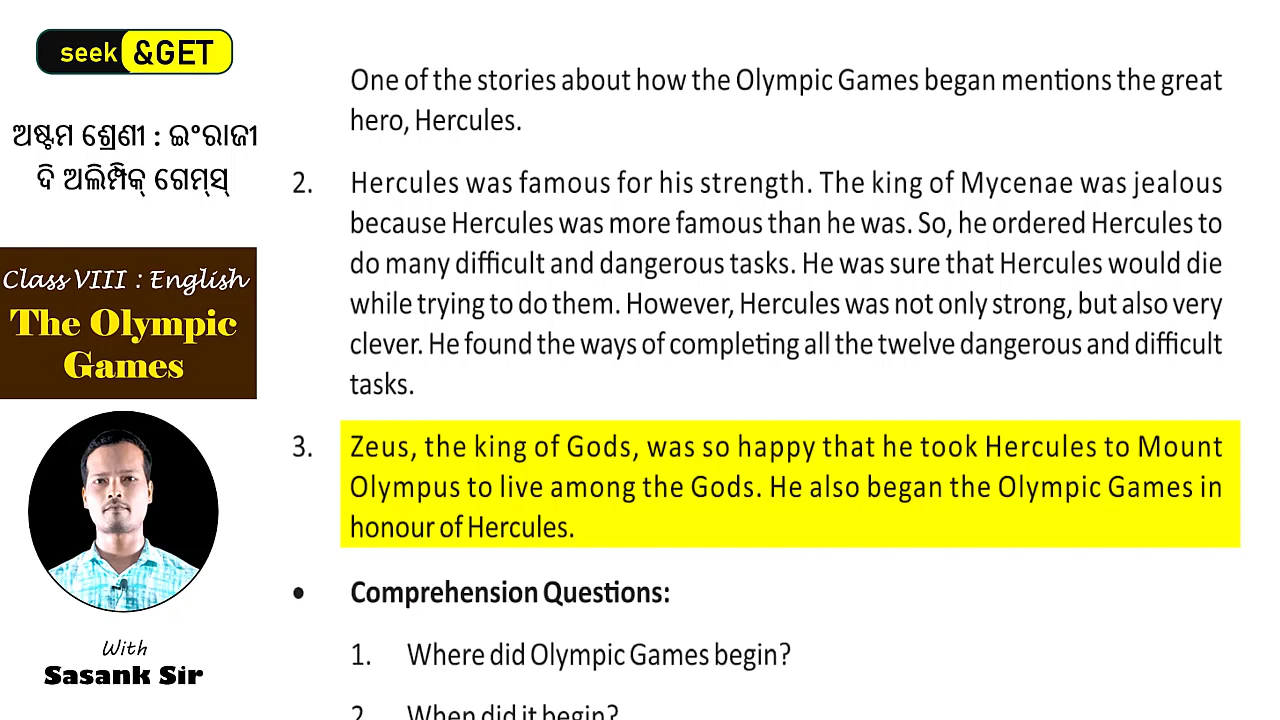 seek &GET
ଅଷ୍ଟମ ଶ୍ରେଣୀ : ଇଂରାଜୀ
ଦି ଅଲିମ୍ପିକ୍ ଗେମ୍‌ସ୍
Class VIII : English
The Olympic
Games
With
Sasank Sir
One of the stories about how the Olympic Games began mentions the great
hero, Hercules.
2. Hercules was famous for his strength. The king of Mycenae was jealous
because Hercules was more famous than he was. So, he ordered Hercules to
do many difficult and dangerous tasks. He was sure that Hercules would die
while trying to do them. However, Hercules was not only strong, but also very
clever. He found the ways of completing all the twelve dangerous and difficult
tasks.
3. Zeus, the king of Gods, was so happy that he took Hercules to Mount
Olympus to live among the Gods. He also began the Olympic Games in
honour of Hercules.
• Comprehension Questions:
1. Where did Olympic Games begin?
2. When did it begin?